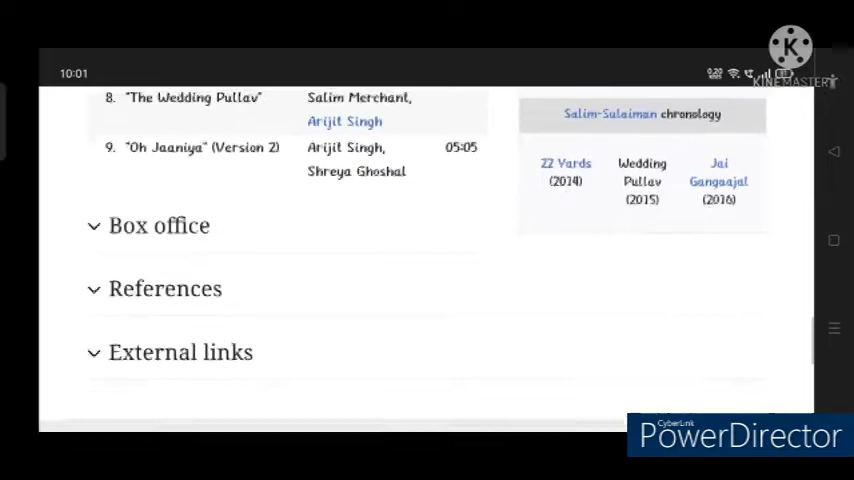 K
KINEMASTER
10:01
8. "The Wedding Pullav" Salim Merchant,
Arijit Singh
9. "Oh Jaaniya" (Version 2) Arijit Singh, 05:05
Shreya Ghoshal
Salim-Sulaiman chronology
22 Yards Wedding Jai
(2014) Pullav Gangaajal
(2015) (2016)
Box office
References
External links
CyberLink
PowerDirector